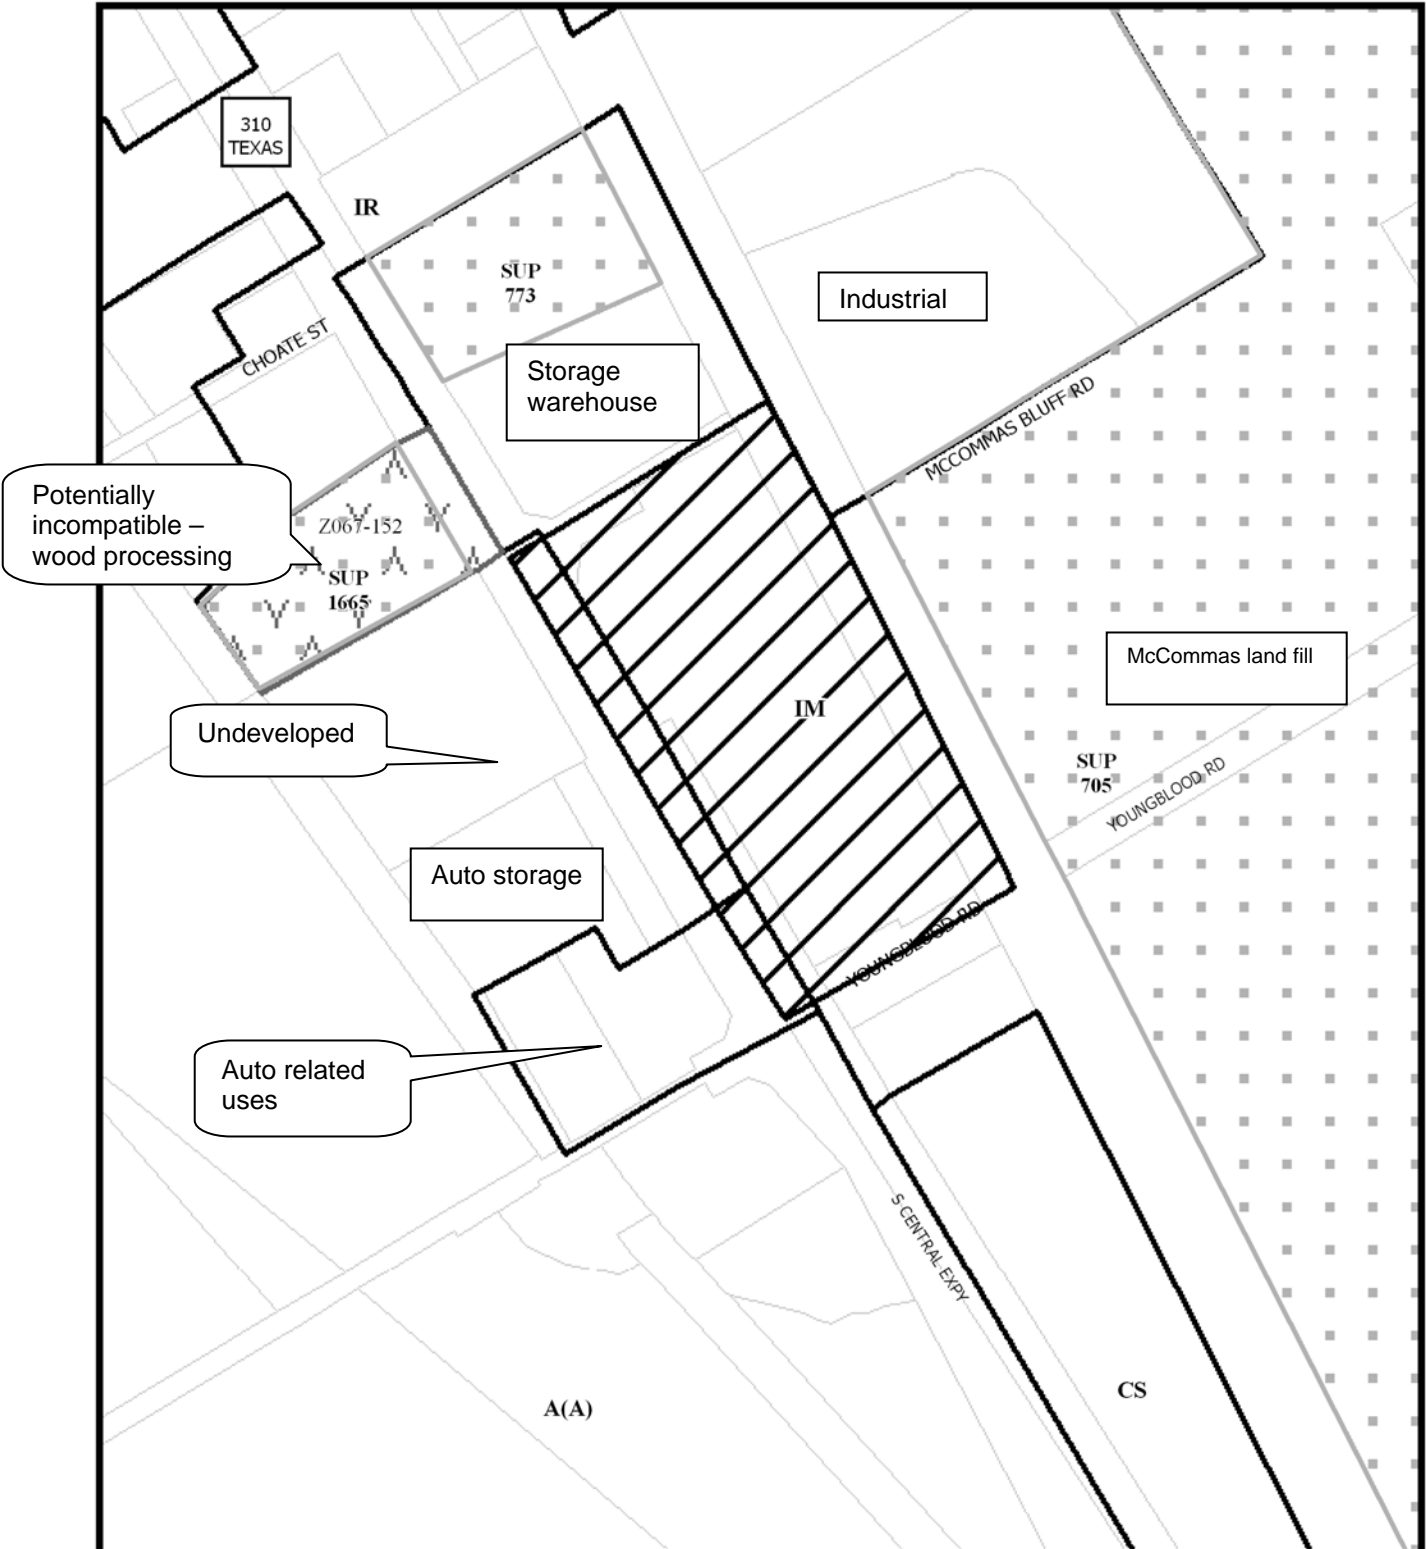 310
TEXAS
IR
SUP
773
Industrial
CHOATE ST
Storage
warehouse
MCCOMMAS BLUFF RD
Potentially
incompatible –
wood processing
Z067-152
SUP
1665
McCommas land fill
IM
Undeveloped
SUP
705
YOUNGBLOOD RD
Auto storage
YOUNGBLOOD RD
Auto related
uses
S CENTRAL EXPY
CS
A(A)